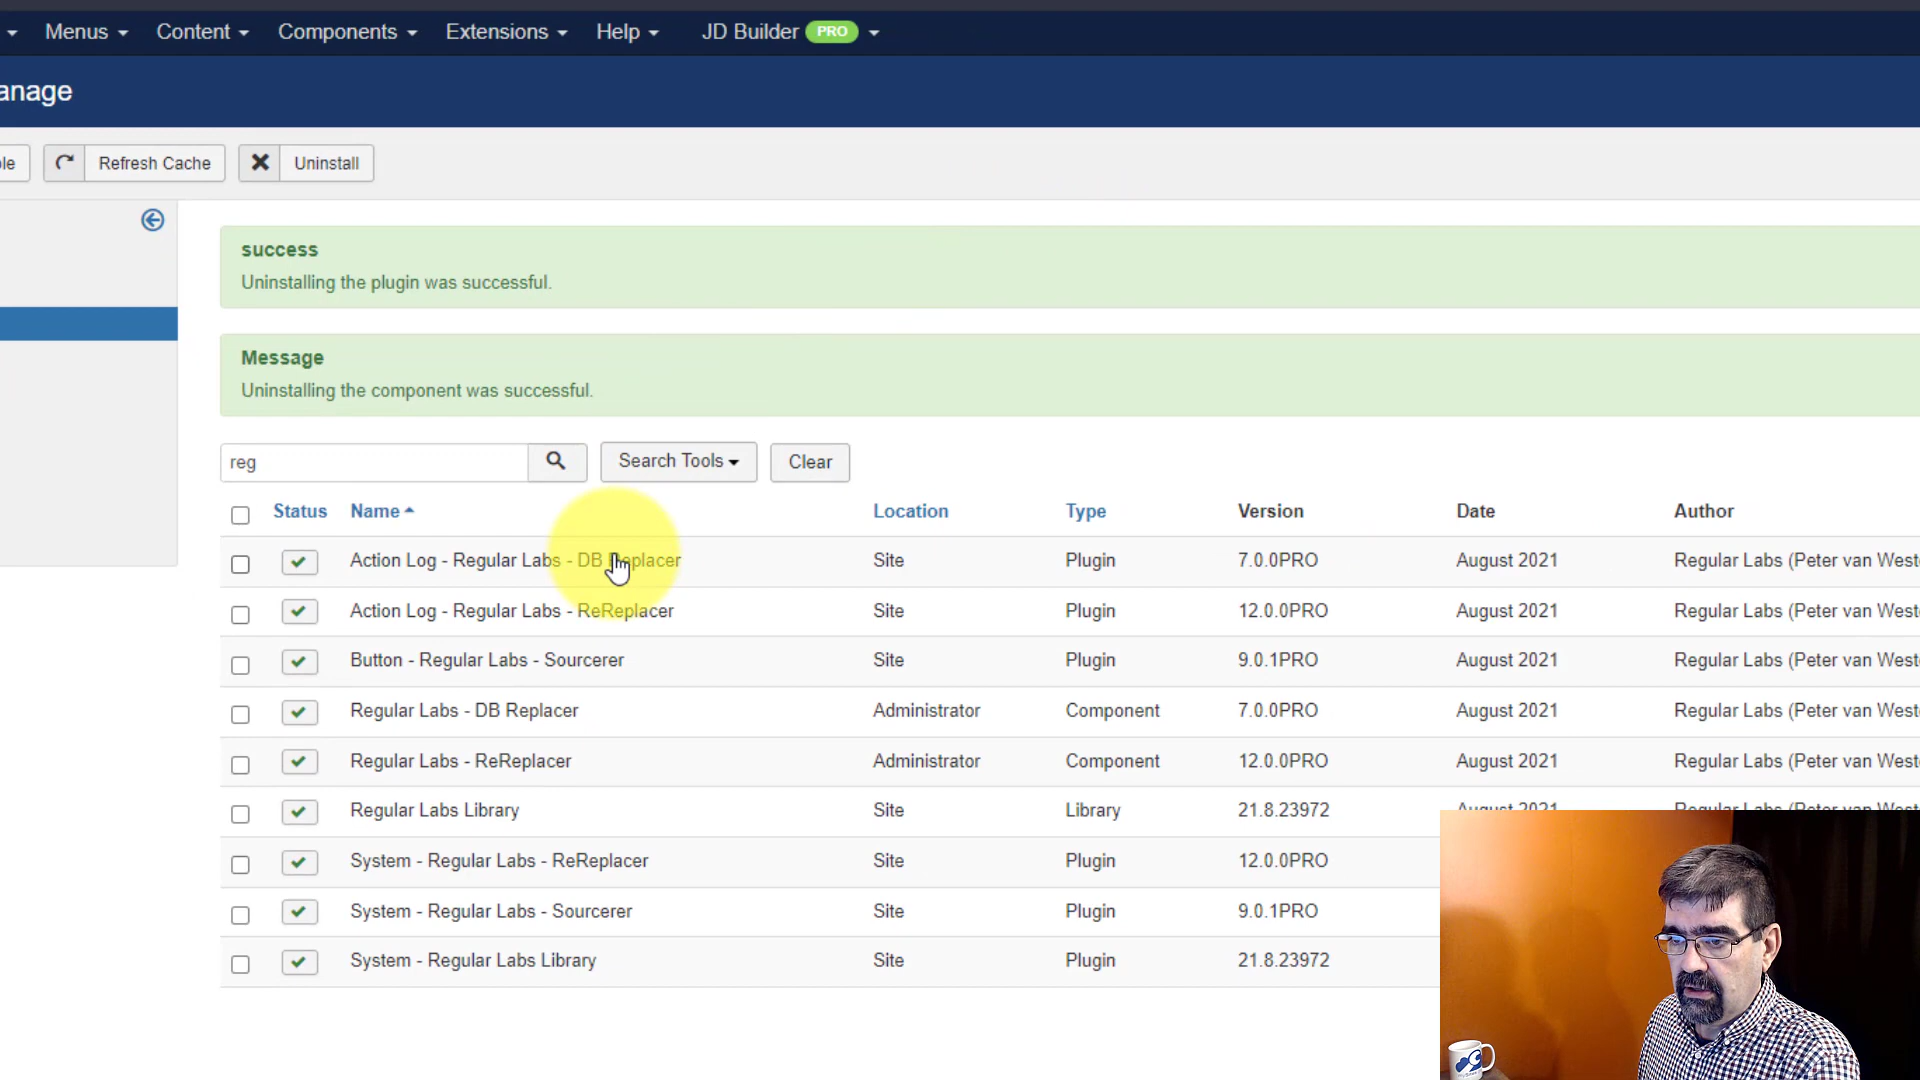 Menus Content Components Extensions Help JD Builder PRO
anage
ole Refresh Cache Uninstall
success
Uninstalling the plugin was successful.
Message
Uninstalling the component was successful.
reg Search Tools Clear
Status Name Location Type Version Date Author
Action Log - Regular Labs - DB Replacer Site Plugin 7.0.0PRO August 2021 Regular Labs (Peter van West
Action Log - Regular Labs - ReReplacer Site Plugin 12.0.0PRO August 2021 Regular Labs (Peter van West
Button - Regular Labs - Sourcerer Site Plugin 9.0.1PRO August 2021 Regular Labs (Peter van West
Regular Labs - DB Replacer Administrator Component 7.0.0PRO August 2021 Regular Labs (Peter van West
Regular Labs - ReReplacer Administrator Component 12.0.0PRO August 2021 Regular Labs (Peter van West
Regular Labs Library Site Library 21.8.23972 August 2021 Regular Labs (Peter van West
System - Regular Labs - ReReplacer Site Plugin 12.0.0PRO
System - Regular Labs - Sourcerer Site Plugin 9.0.1PRO
System - Regular Labs Library Site Plugin 21.8.23972